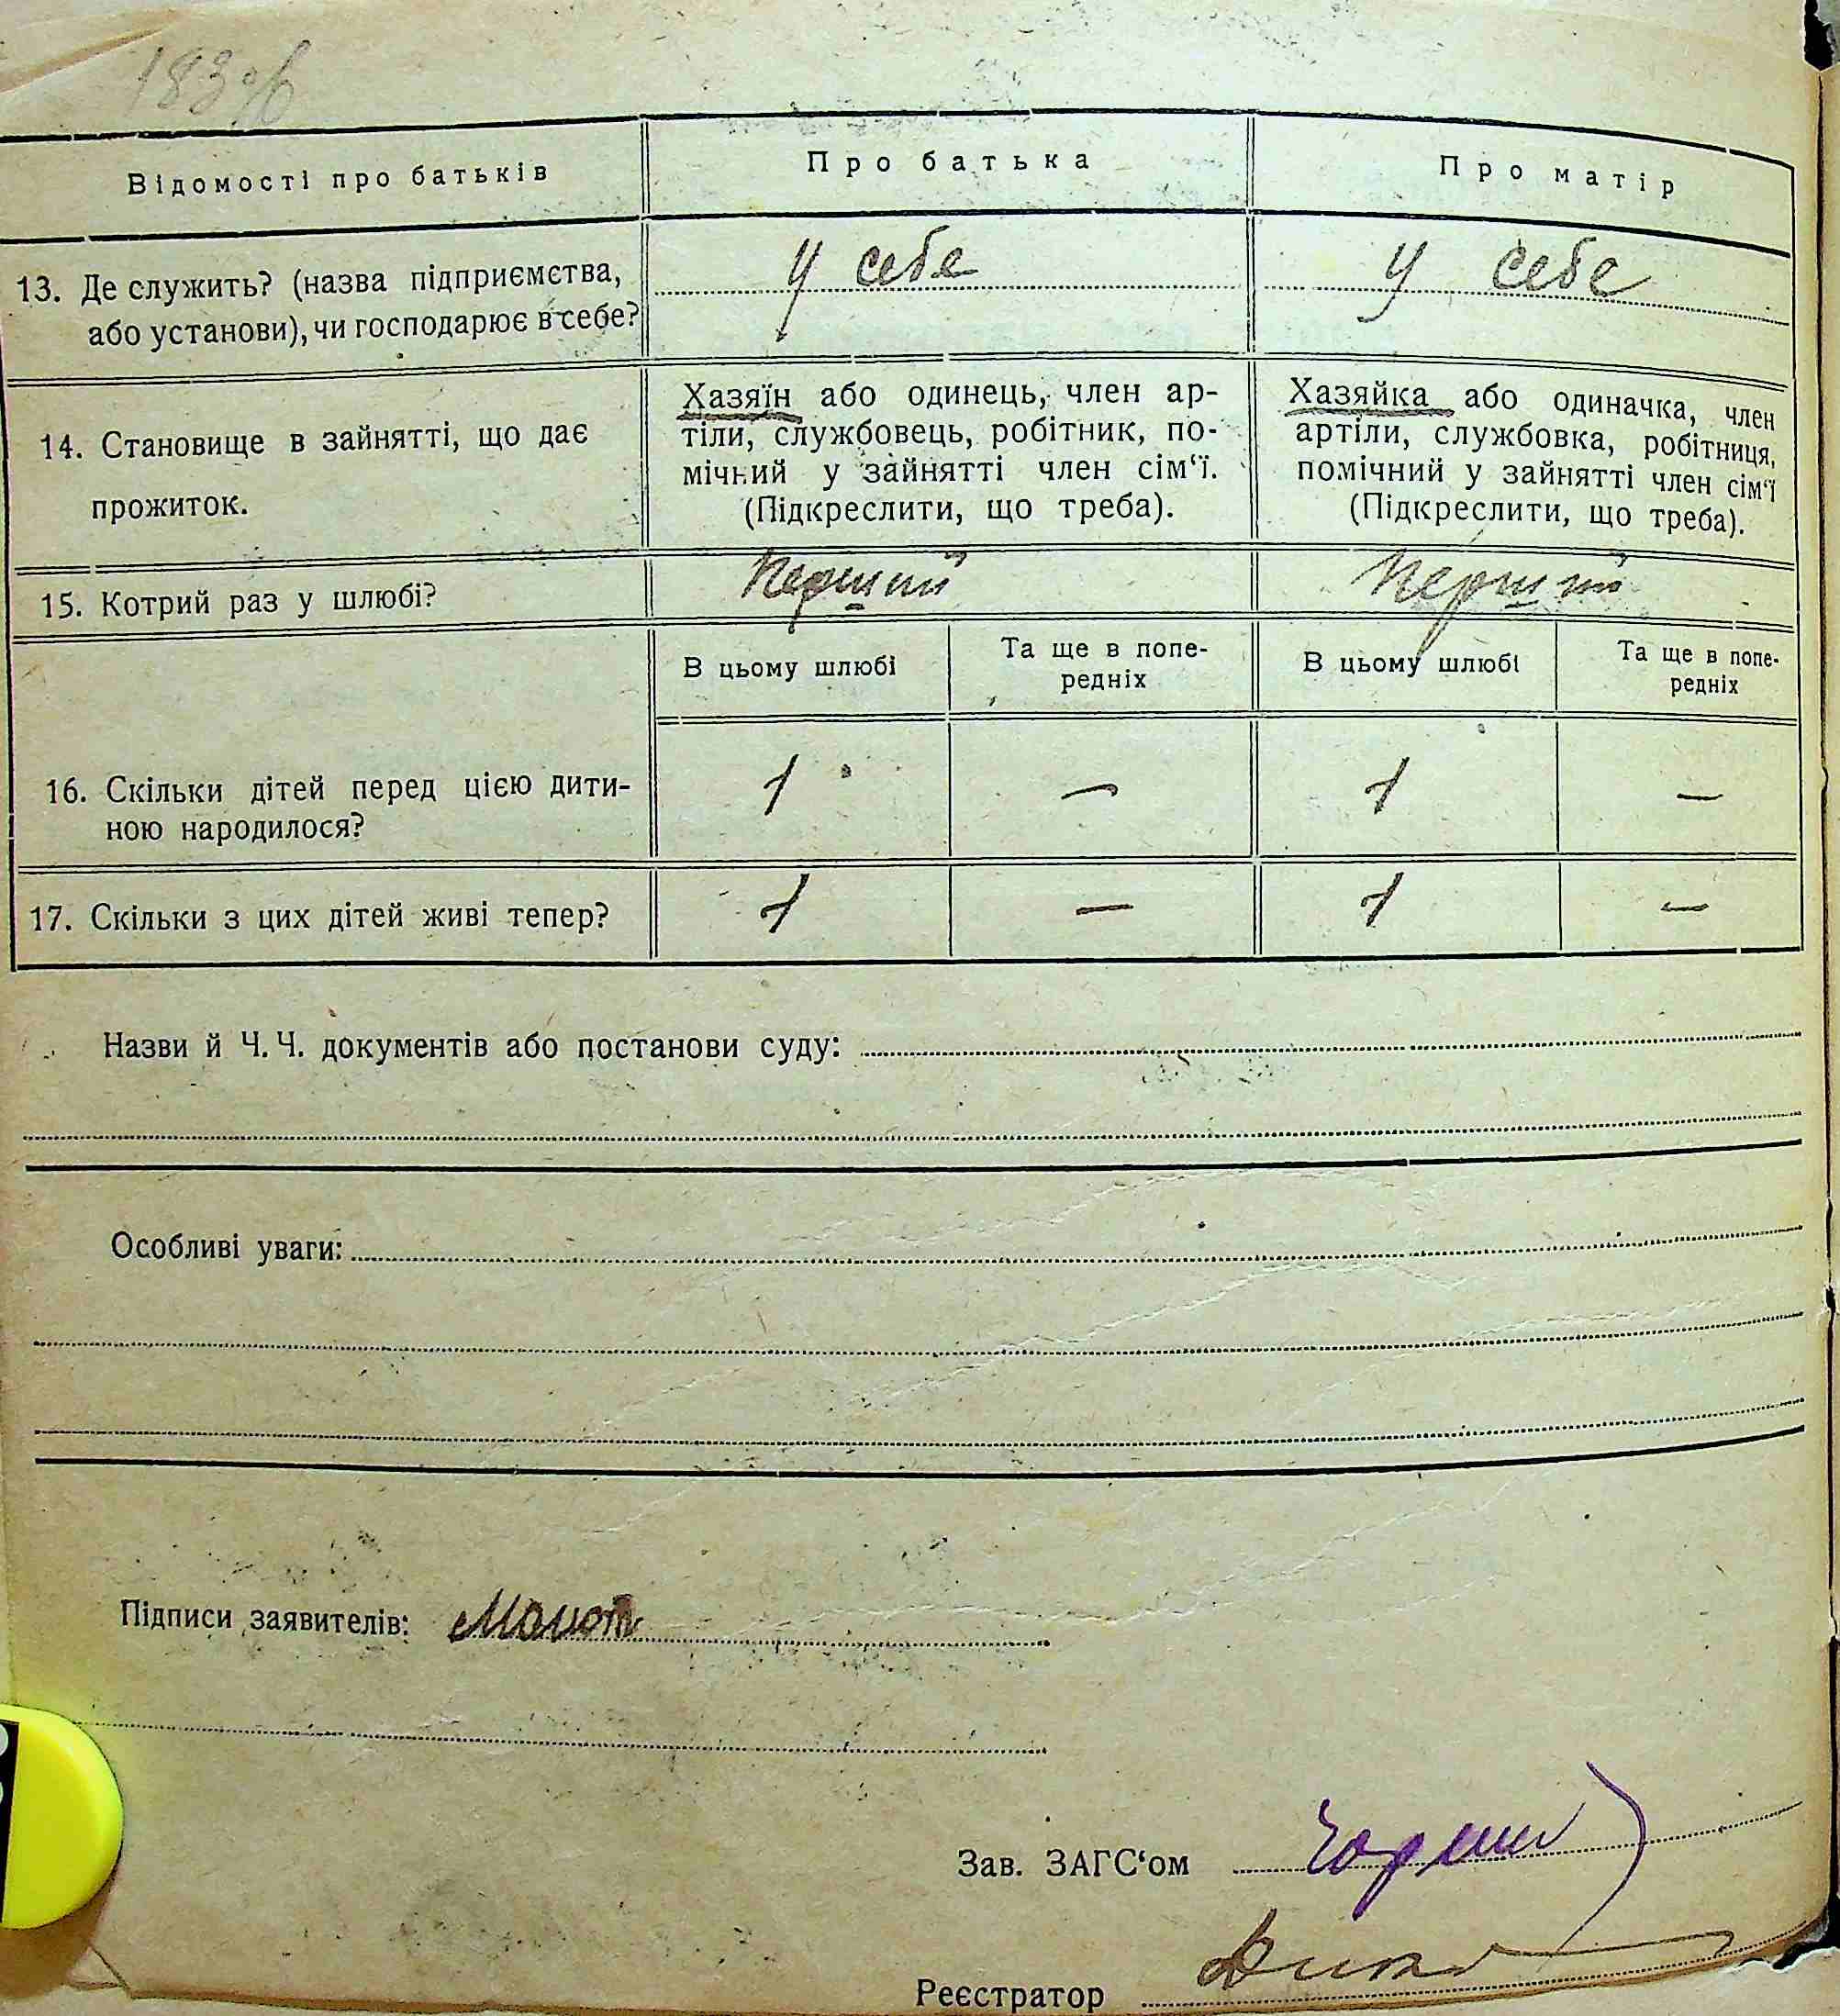 183 об
Відомості про батьків
Про батька
Про матір
13. Де служить? (назва підприємства,
або установи), чи господарює в себе?
У себе
У себе
14. Становище в зайнятті, що дає
прожиток.
Хазяїн або одинець, член ар-
тіли, службовець, робітник, по-
мічний у зайнятті член сім‘ї.
(Підкреслити, що треба).
Хазяйка або одиначка, член
артіли, службовка, робітниця,
помічний у зайнятті член сім‘ї
(Підкреслити, що треба).
15. Котрий раз у шлюбі?
Перший
Перший
В цьому шлюбі
Та ще в попе-
редніх
В цьому шлюбі
Та ще в попе-
редніх
16. Скільки дітей перед цією дити-
ною народилося?
1
—
1
—
17. Скільки з цих дітей живі тепер?
1
—
1
—
Назви й Ч. Ч. документів або постанови суду:
Особливі уваги:
Підписи заявителів:
Зав. ЗАГС‘ом
Реєстратор